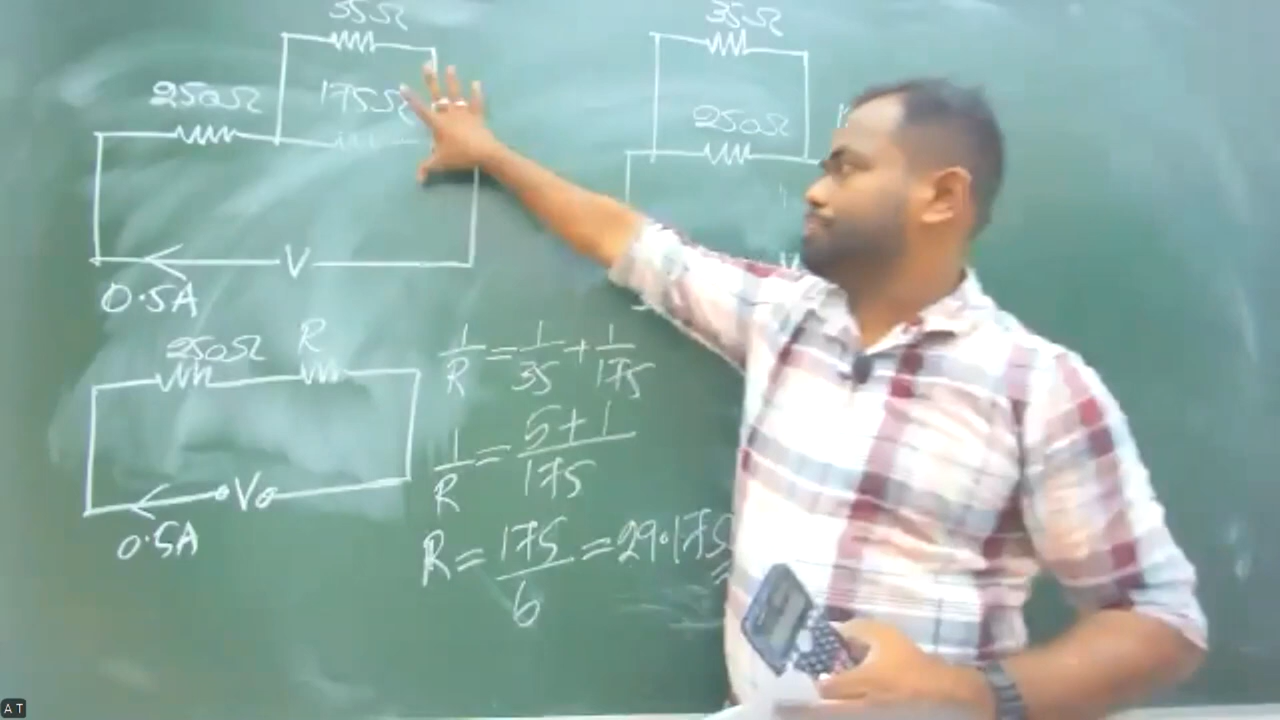 35Ω
250Ω
175Ω
V
0.5A
250Ω
R
V
0.5A
1/R = 1/35 + 1/175
1/R = 5+1/175
R = 175/6 = 29.175
35Ω
250Ω
A T